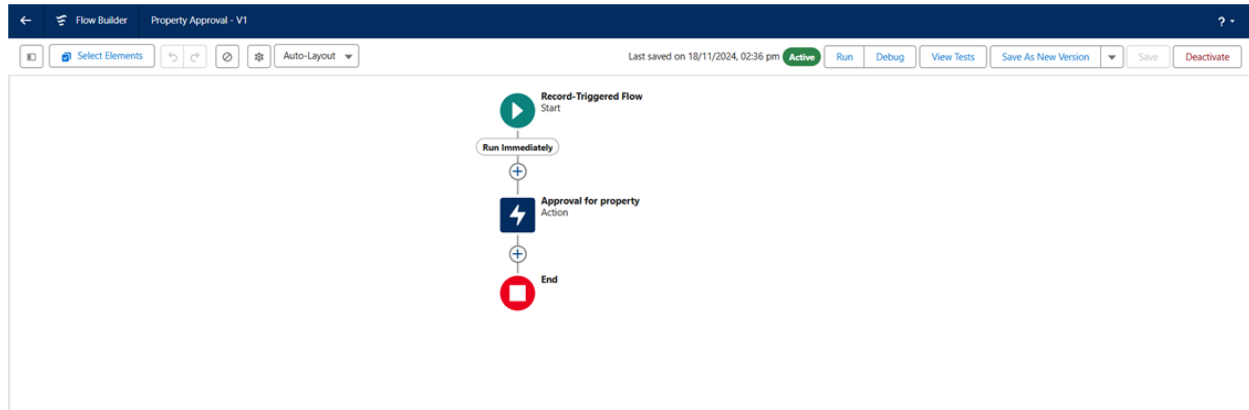 Flow Builder Property Approval - V1 ?
Select Elements Auto-Layout Last saved on 18/11/2024, 02:36 pm Active Run Debug View Tests Save As New Version Save Deactivate
Record-Triggered Flow
Start
Run Immediately
Approval for property
Action
End